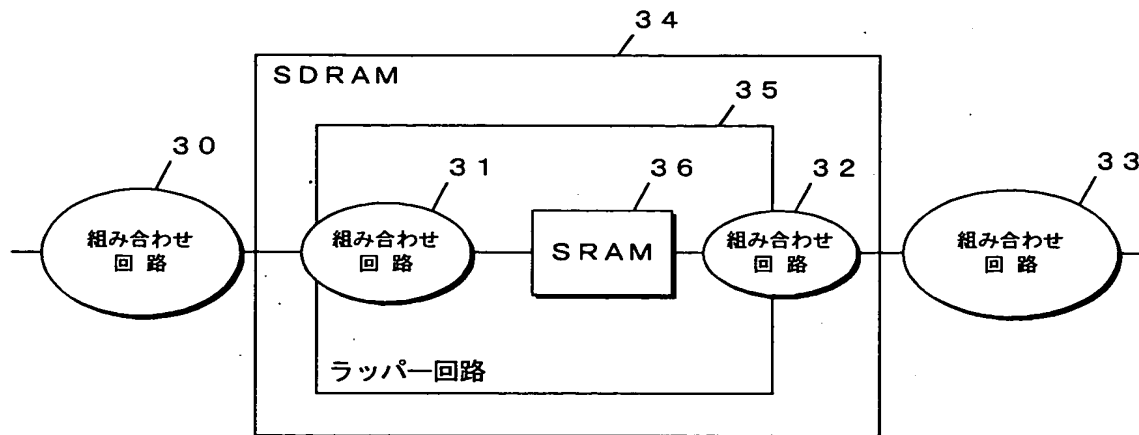 ３４
ＳＤＲＡＭ
３５
３０
３１
３６
３２
３３
組み合わせ
回 路
組み合わせ
回 路
ＳＲＡＭ
組み合わせ
回 路
組み合わせ
回 路
ラッパー回路